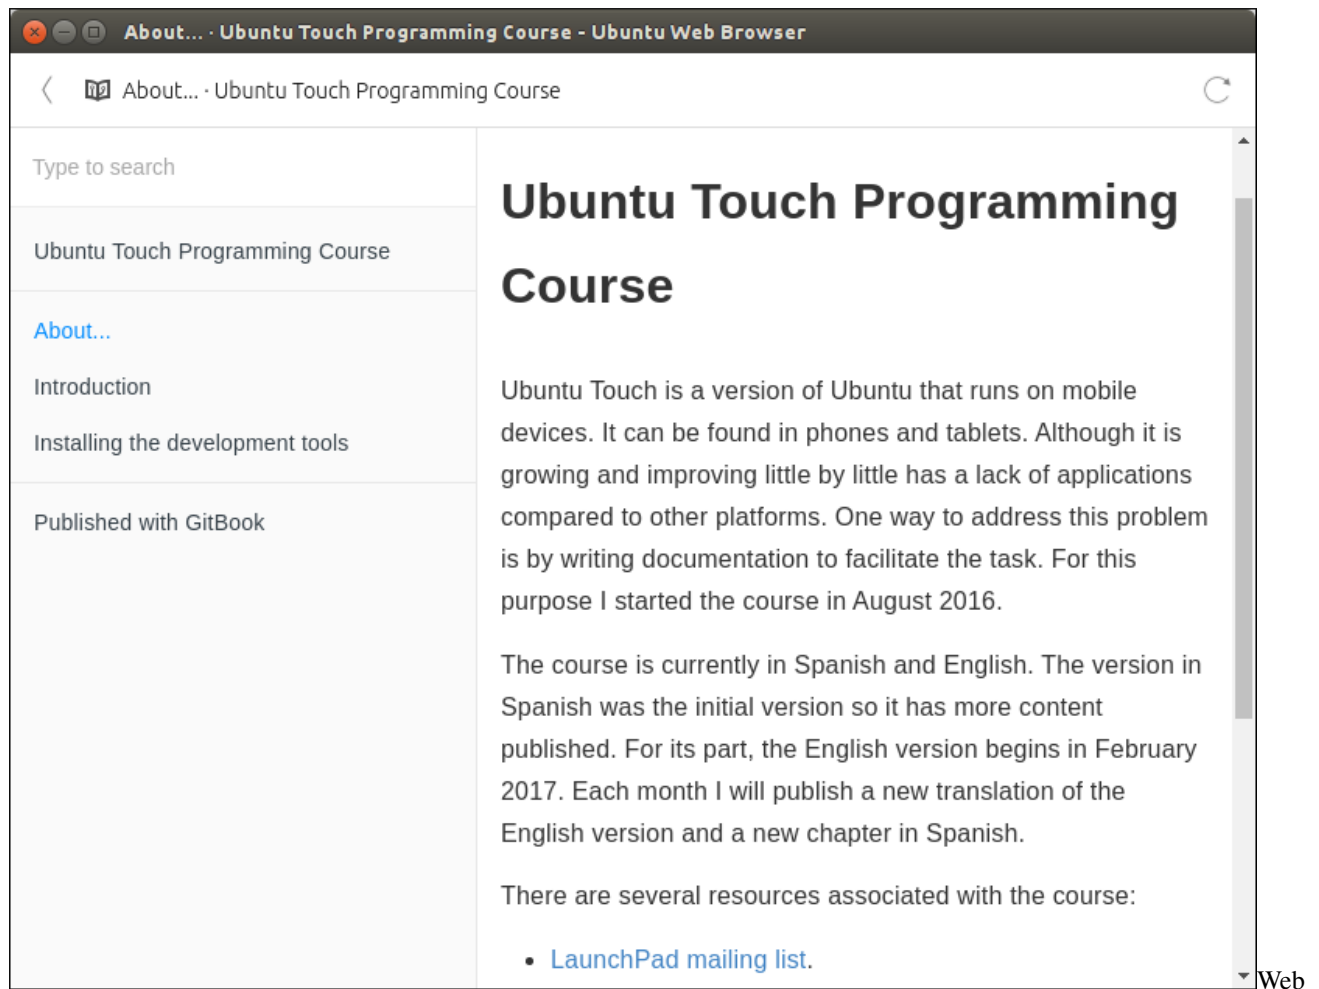 About... · Ubuntu Touch Programming Course - Ubuntu Web Browser
About... · Ubuntu Touch Programming Course
Type to search
Ubuntu Touch Programming Course
About...
Introduction
Installing the development tools
Published with GitBook
Ubuntu Touch Programming
Course
Ubuntu Touch is a version of Ubuntu that runs on mobile
devices. It can be found in phones and tablets. Although it is
growing and improving little by little has a lack of applications
compared to other platforms. One way to address this problem
is by writing documentation to facilitate the task. For this
purpose I started the course in August 2016.
The course is currently in Spanish and English. The version in
Spanish was the initial version so it has more content
published. For its part, the English version begins in February
2017. Each month I will publish a new translation of the
English version and a new chapter in Spanish.
There are several resources associated with the course:
• LaunchPad mailing list.
Web